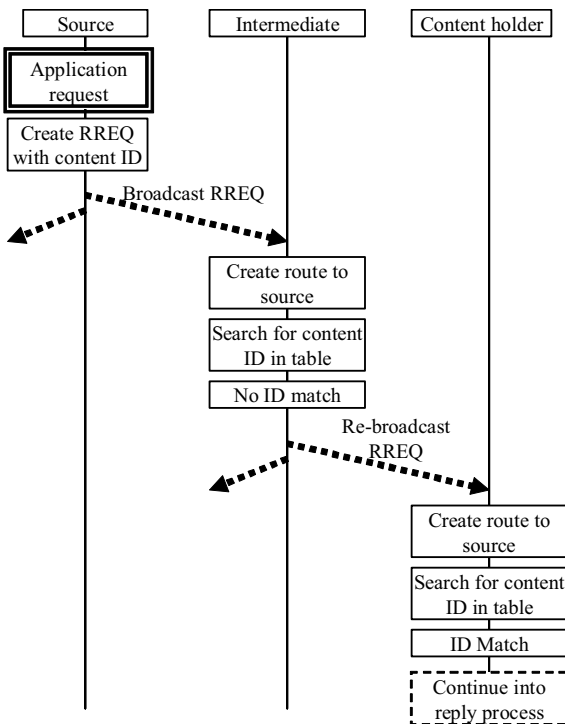 Source
Intermediate
Content holder
Application
request
Create RREQ
with content ID
Broadcast RREQ
Create route to
source
Search for content
ID in table
No ID match
Re-broadcast
RREQ
Create route to
source
Search for content
ID in table
ID Match
Continue into
reply process